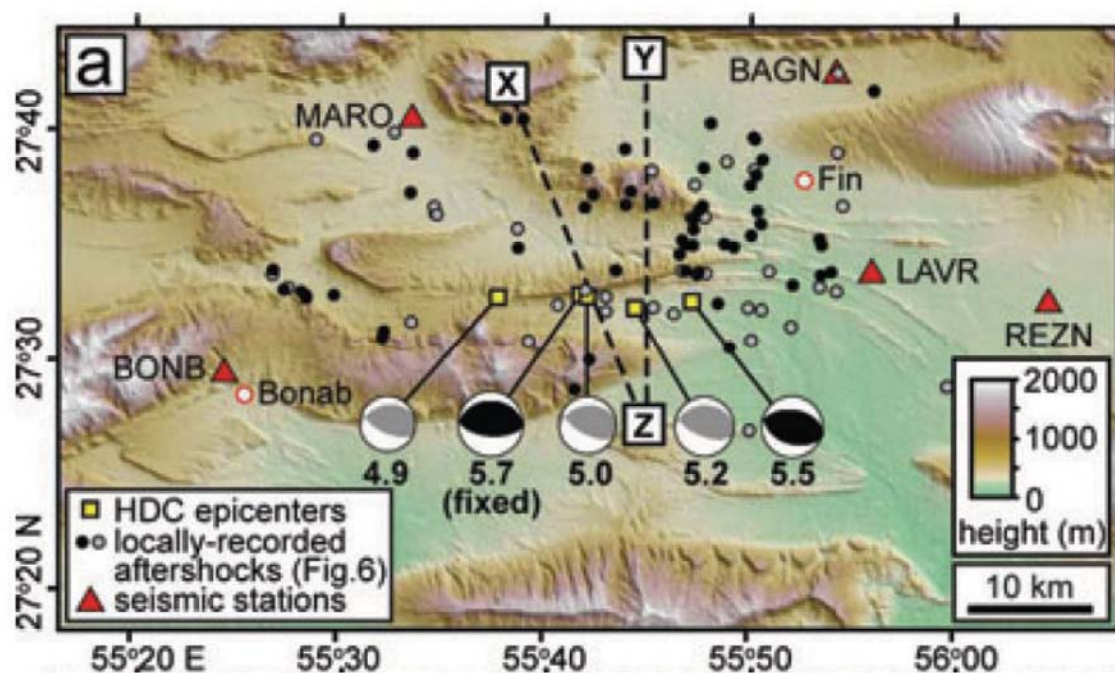 a
X
Y
BAGN
MARO
Fin
LAVR
REZN
BONB
Bonab
Z
4.9
5.7
(fixed)
5.0
5.2
5.5
HDC epicenters
locally-recorded
aftershocks (Fig.6)
seismic stations
2000
1000
0
height (m)
10 km
27°40
27°30
27°20 N
55°20 E
55°30
55°40
55°50
56°00